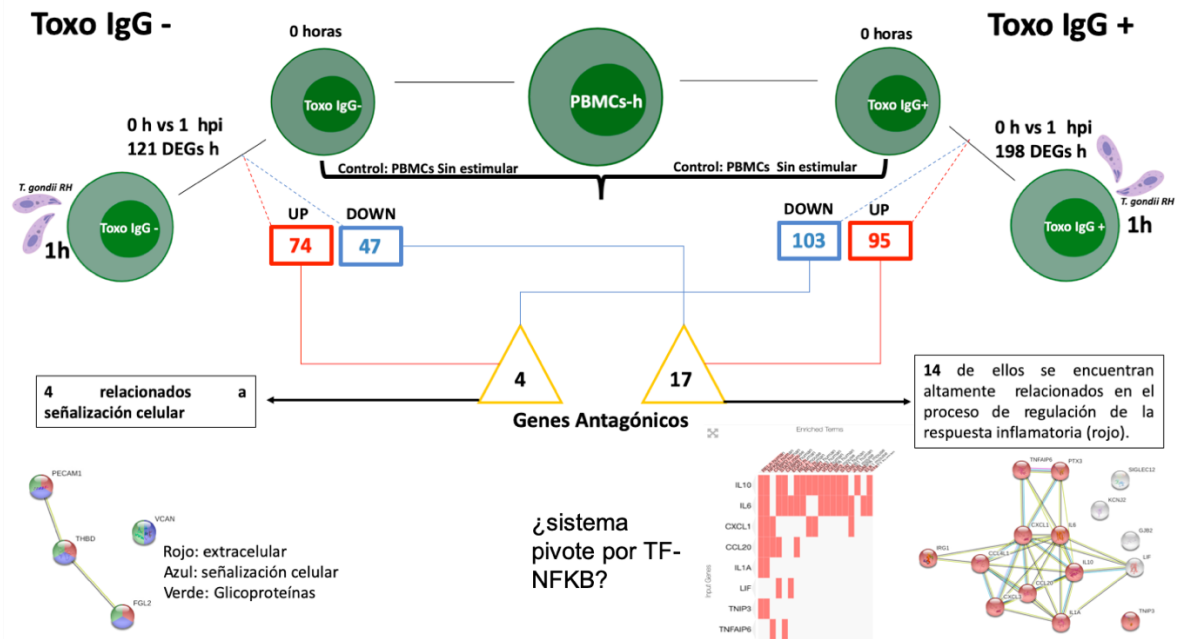 Toxo IgG -
Toxo IgG +
0 horas
0 horas
Toxo IgG-
PBMCs-h
Toxo IgG+
0 h vs 1 hpi
121 DEGs h
0 h vs 1 hpi
198 DEGs h
Control: PBMCs Sin estimular
Control: PBMCs Sin estimular
T. gondii RH
Toxo IgG -
1h
T. gondii RH
Toxo IgG +
1h
UP
DOWN
74
47
DOWN
UP
103
95
4
17
Genes Antagónicos
4 relacionados a
señalización celular
14 de ellos se encuentran
altamente relacionados en el
proceso de regulación de la
respuesta inflamatoria (rojo).
PECAM1
VCAN
THBD
FGL2
Rojo: extracelular
Azul: señalización celular
Verde: Glicoproteínas
¿sistema
pivote por TF-
NFKB?
Enriched Terms
Input Genes
IL10
IL6
CXCL1
CCL20
IL1A
LIF
TNIP3
TNFAIP6
TNFAIP6
PTX3
SIGLEC12
KCNJ2
CXCL1
IL6
GJB2
IRG1
CCL4L1
IL10
LIF
CCL20
IL1A
TNIP3